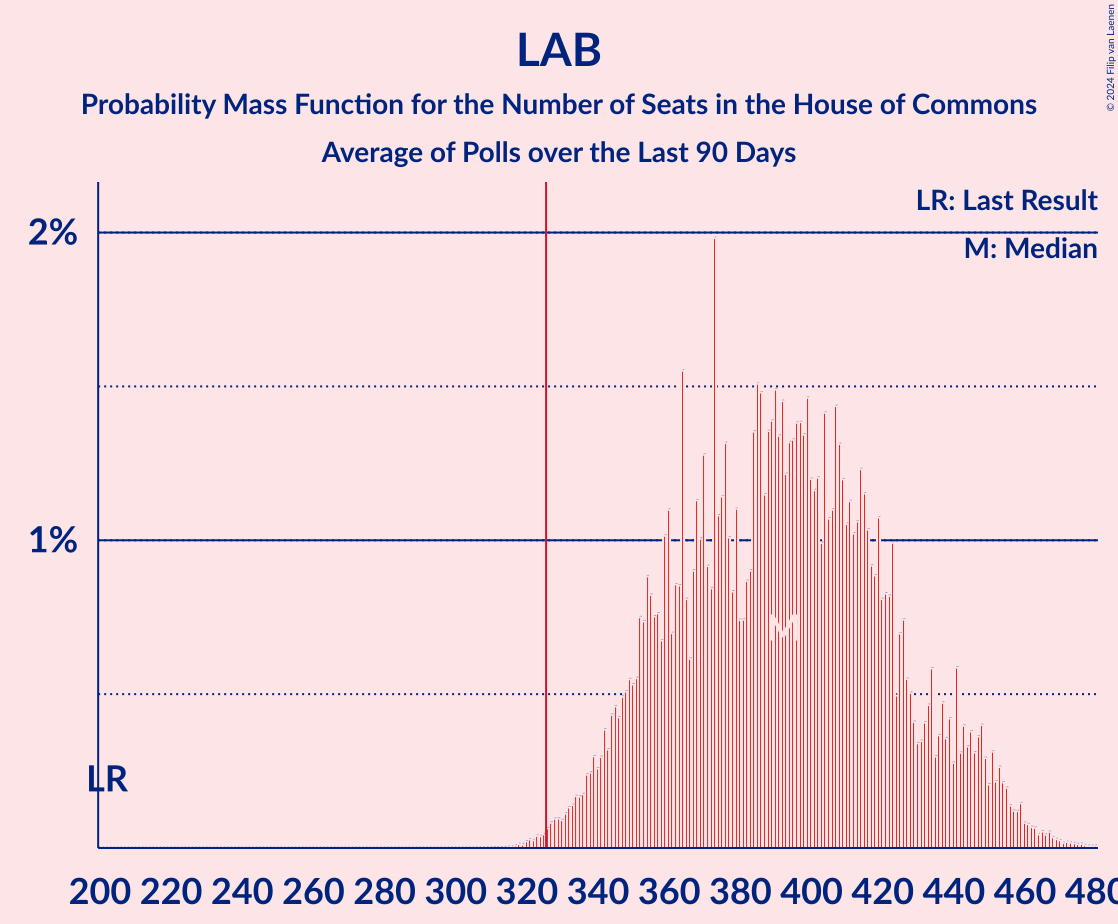 LAB
Probability Mass Function for the Number of Seats in the House of Commons
Average of Polls over the Last 90 Days
© 2024 Filip van Laenen
LR: Last Result
2%
M: Median
1%
M
LR
200 220 240 260 280 300 320 340 360 380 400 420 440 460 480